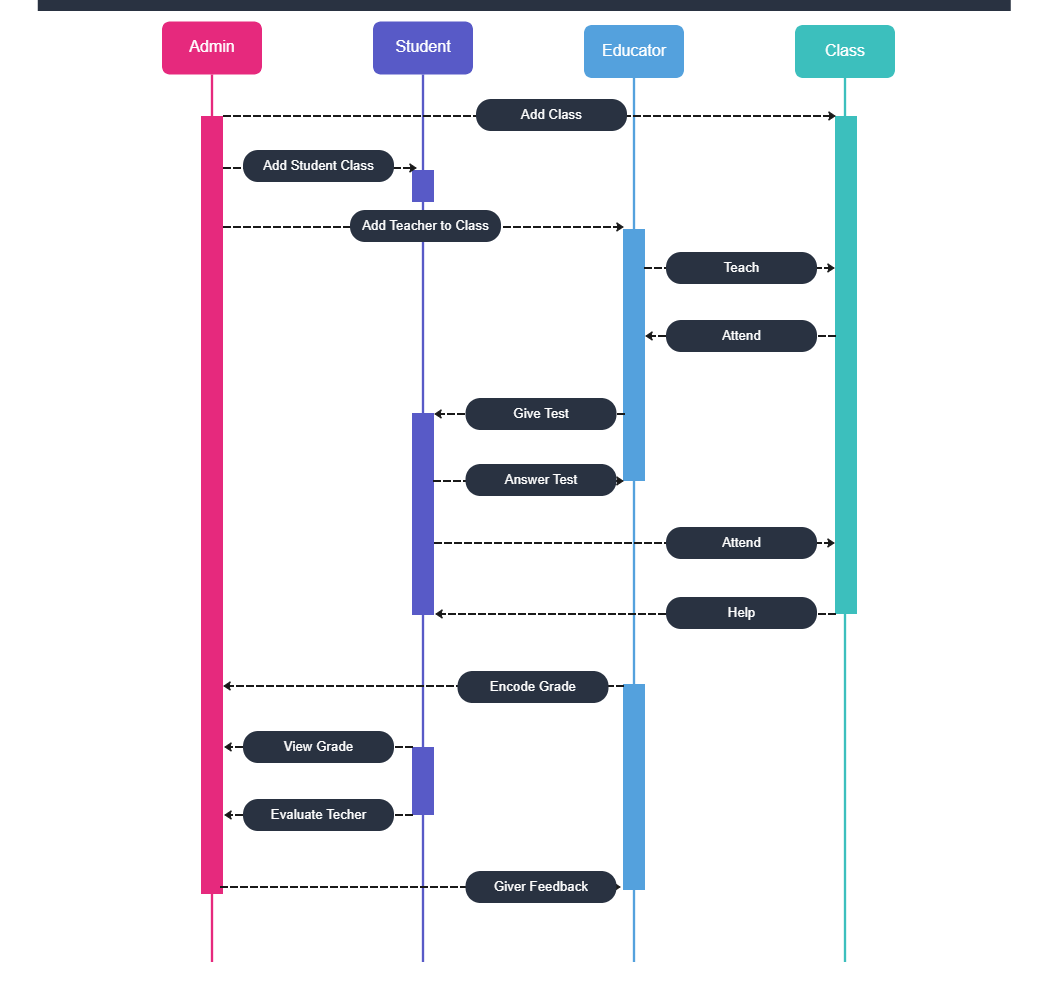 Admin
Student
Educator
Class
Add Class
Add Student Class
Add Teacher to Class
Teach
Attend
Give Test
Answer Test
Attend
Help
Encode Grade
View Grade
Evaluate Techer
Giver Feedback